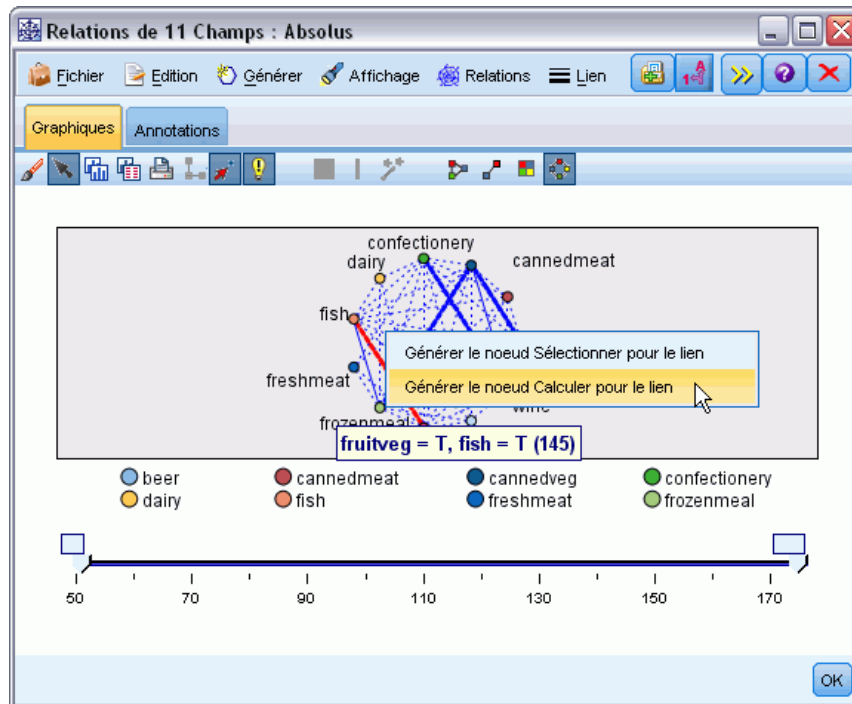 Relations de 11 Champs : Absolus
Fichier Edition Générer Affichage Relations Lien
Graphiques Annotations
confectionery
dairy cannedmeat
fish
Générer le noeud Sélectionner pour le lien
freshmeat
Générer le noeud Calculer pour le lien
wine
frozenmeal
fruitveg = T, fish = T (145)
beer cannedmeat cannedveg confectionery
dairy fish freshmeat frozenmeal
50 70 90 110 130 150 170
OK